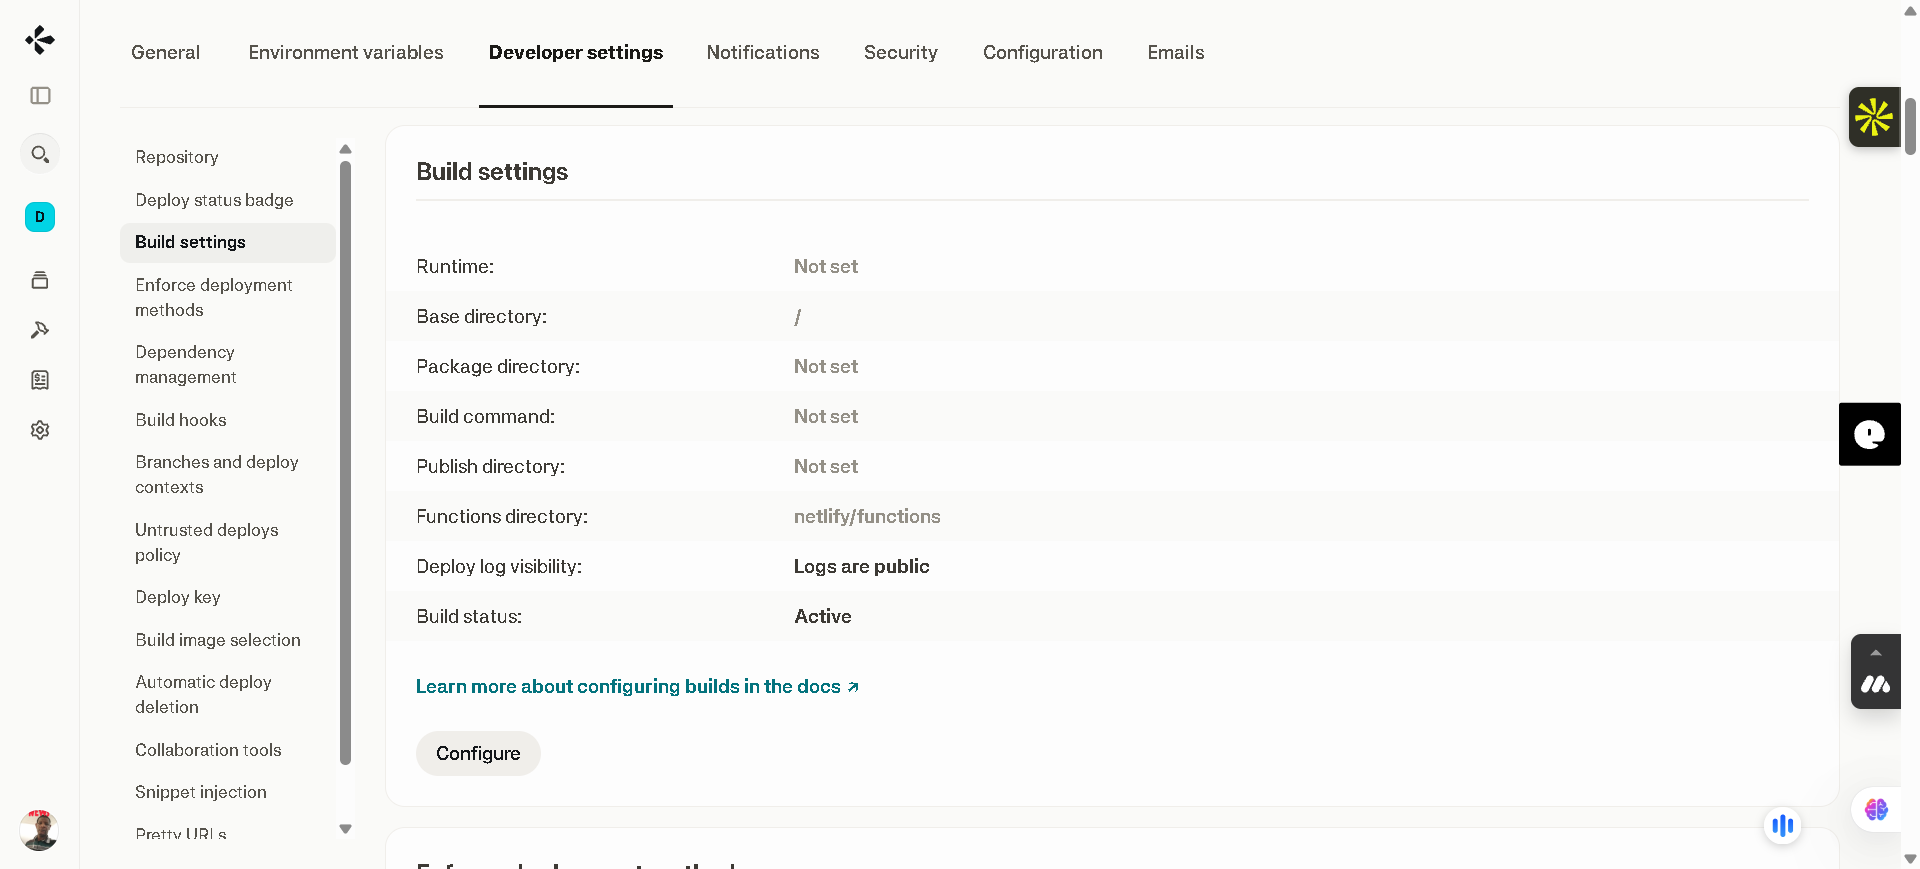 General
Environment variables
Developer settings
Notifications
Security
Configuration
Emails
D
Repository
Deploy status badge
Build settings
Enforce deployment
methods
Dependency
management
Build hooks
Branches and deploy
contexts
Untrusted deploys
policy
Deploy key
Build image selection
Automatic deploy
deletion
Collaboration tools
Snippet injection
Pretty URLs
Build settings
Runtime: Not set
Base directory: /
Package directory: Not set
Build command: Not set
Publish directory: Not set
Functions directory: netlify/functions
Deploy log visibility: Logs are public
Build status: Active
Learn more about configuring builds in the docs ↗
Configure